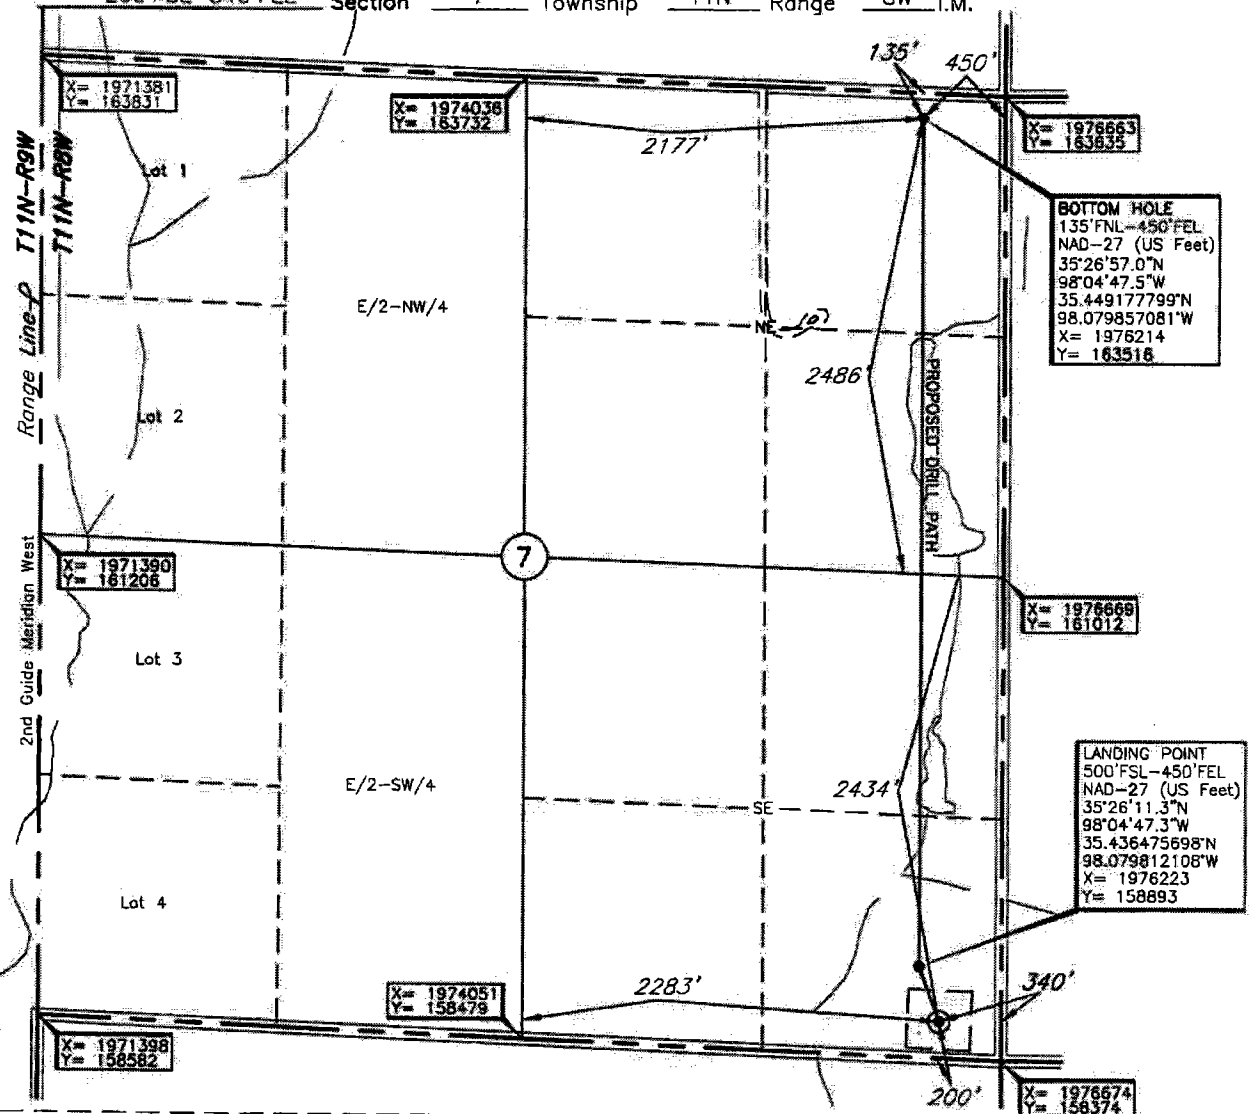 Section 7 Township 11N Range 8W I.M.
135'
450'
X= 1971381
Y= 163831
X= 1974036
Y= 163732
X= 1976663
Y= 163635
2177'
T11N-R9W
T11N-R8W
Lot 1
BOTTOM HOLE
135'FNL-450'FEL
NAD-27 (US Feet)
35°26'57.0"N
98°04'47.5"W
35.449177799°N
98.079857081°W
X= 1976214
Y= 163516
E/2-NW/4
NE
2486'
PROPOSED DRILL PATH
Range Line
Lot 2
7
X= 1971390
Y= 161206
X= 1976669
Y= 161012
2nd Guide Meridian West
Lot 3
E/2-SW/4
2434'
SE
LANDING POINT
500'FSL-450'FEL
NAD-27 (US Feet)
35°26'11.3"N
98°04'47.3"W
35.436475698°N
98.079812108°W
X= 1976223
Y= 158893
Lot 4
X= 1974051
Y= 158479
2283'
340'
X= 1971398
Y= 158582
200'
X= 1976674
Y= 158374